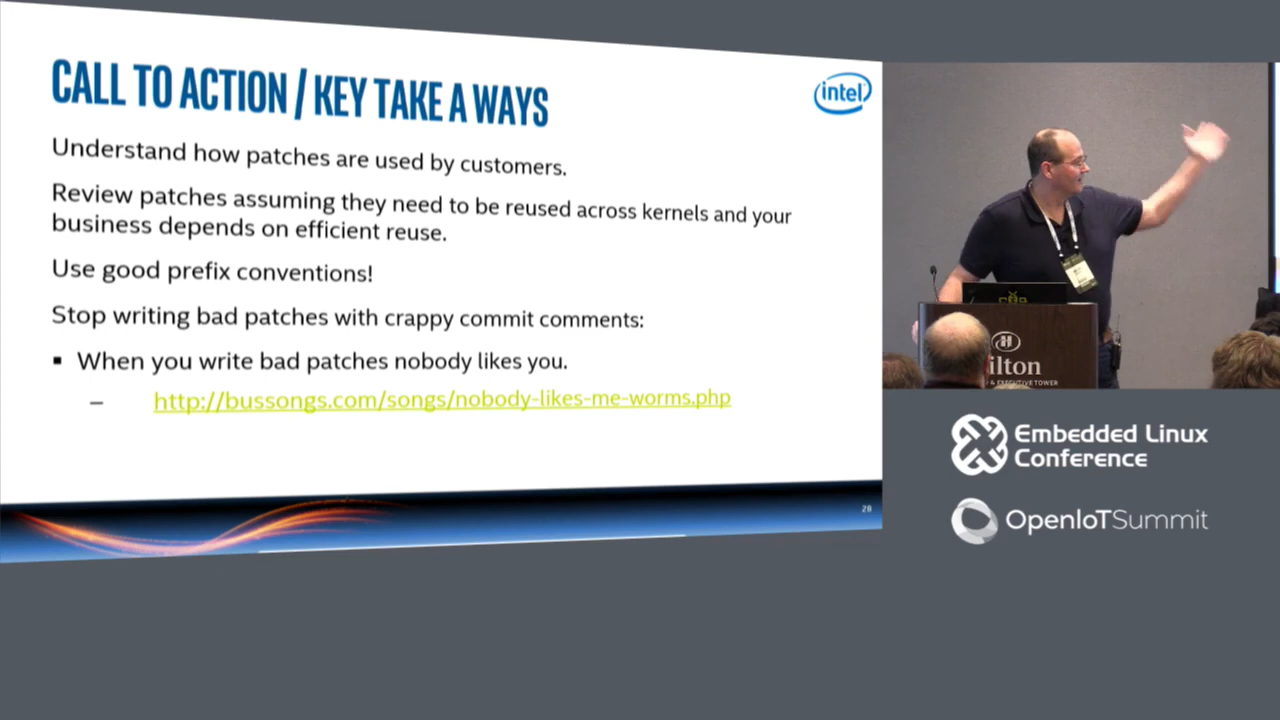 CALL TO ACTION / KEY TAKE A WAYS
intel
Understand how patches are used by customers.
Review patches assuming they need to be reused across kernels and your
business depends on efficient reuse.
Use good prefix conventions!
Stop writing bad patches with crappy commit comments:
▪ When you write bad patches nobody likes you.
– http://bussongs.com/songs/nobody-likes-me-worms.php
28
H
ilton
& EXECUTIVE TOWER
Embedded Linux
Conference
OpenIoTSummit